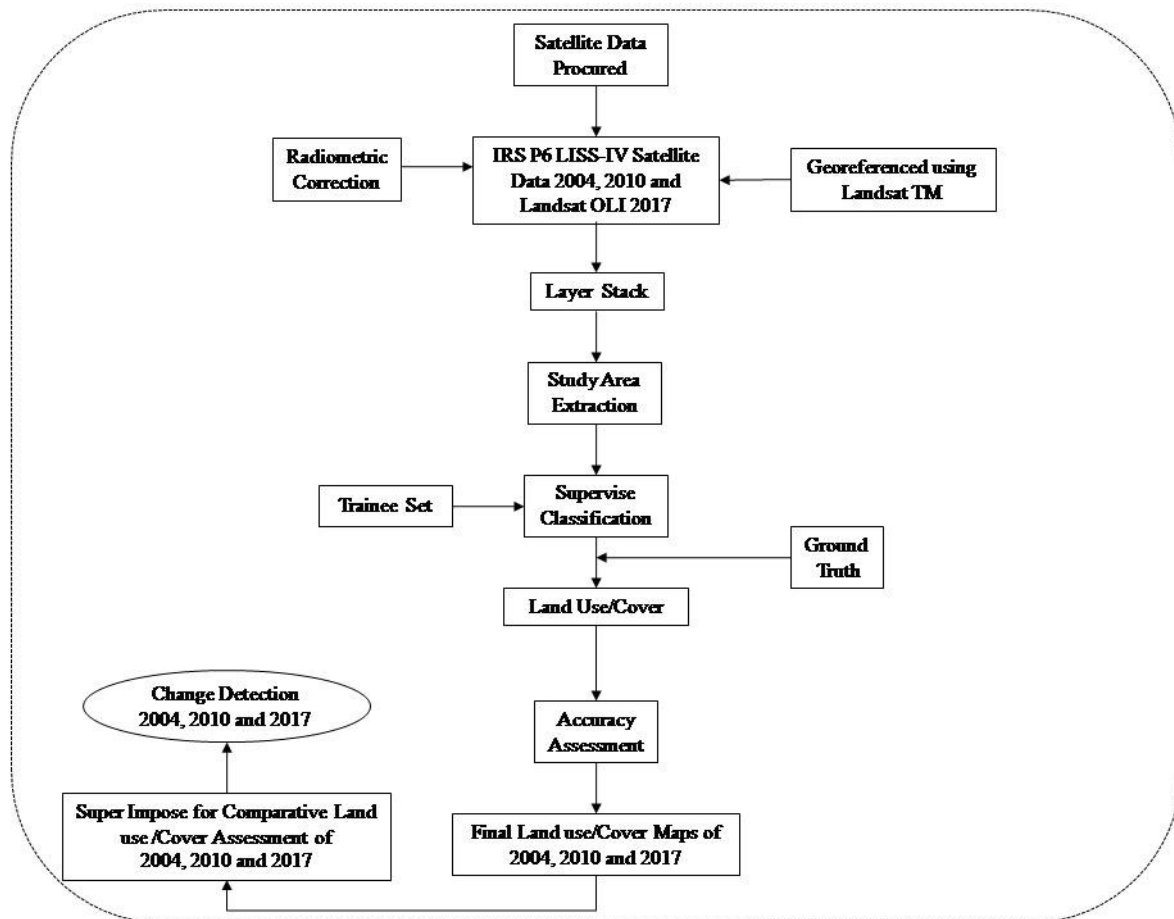 Satellite Data
Procured
Radiometric
Correction
IRS P6 LISS-IV Satellite
Data 2004, 2010 and
Landsat OLI 2017
Georeferenced using
Landsat TM
Layer Stack
Study Area
Extraction
Trainee Set
Supervise
Classification
Ground
Truth
Land Use/Cover
Change Detection
2004, 2010 and 2017
Accuracy
Assessment
Super Impose for Comparative Land
use /Cover Assessment of
2004, 2010 and 2017
Final Land use/Cover Maps of
2004, 2010 and 2017